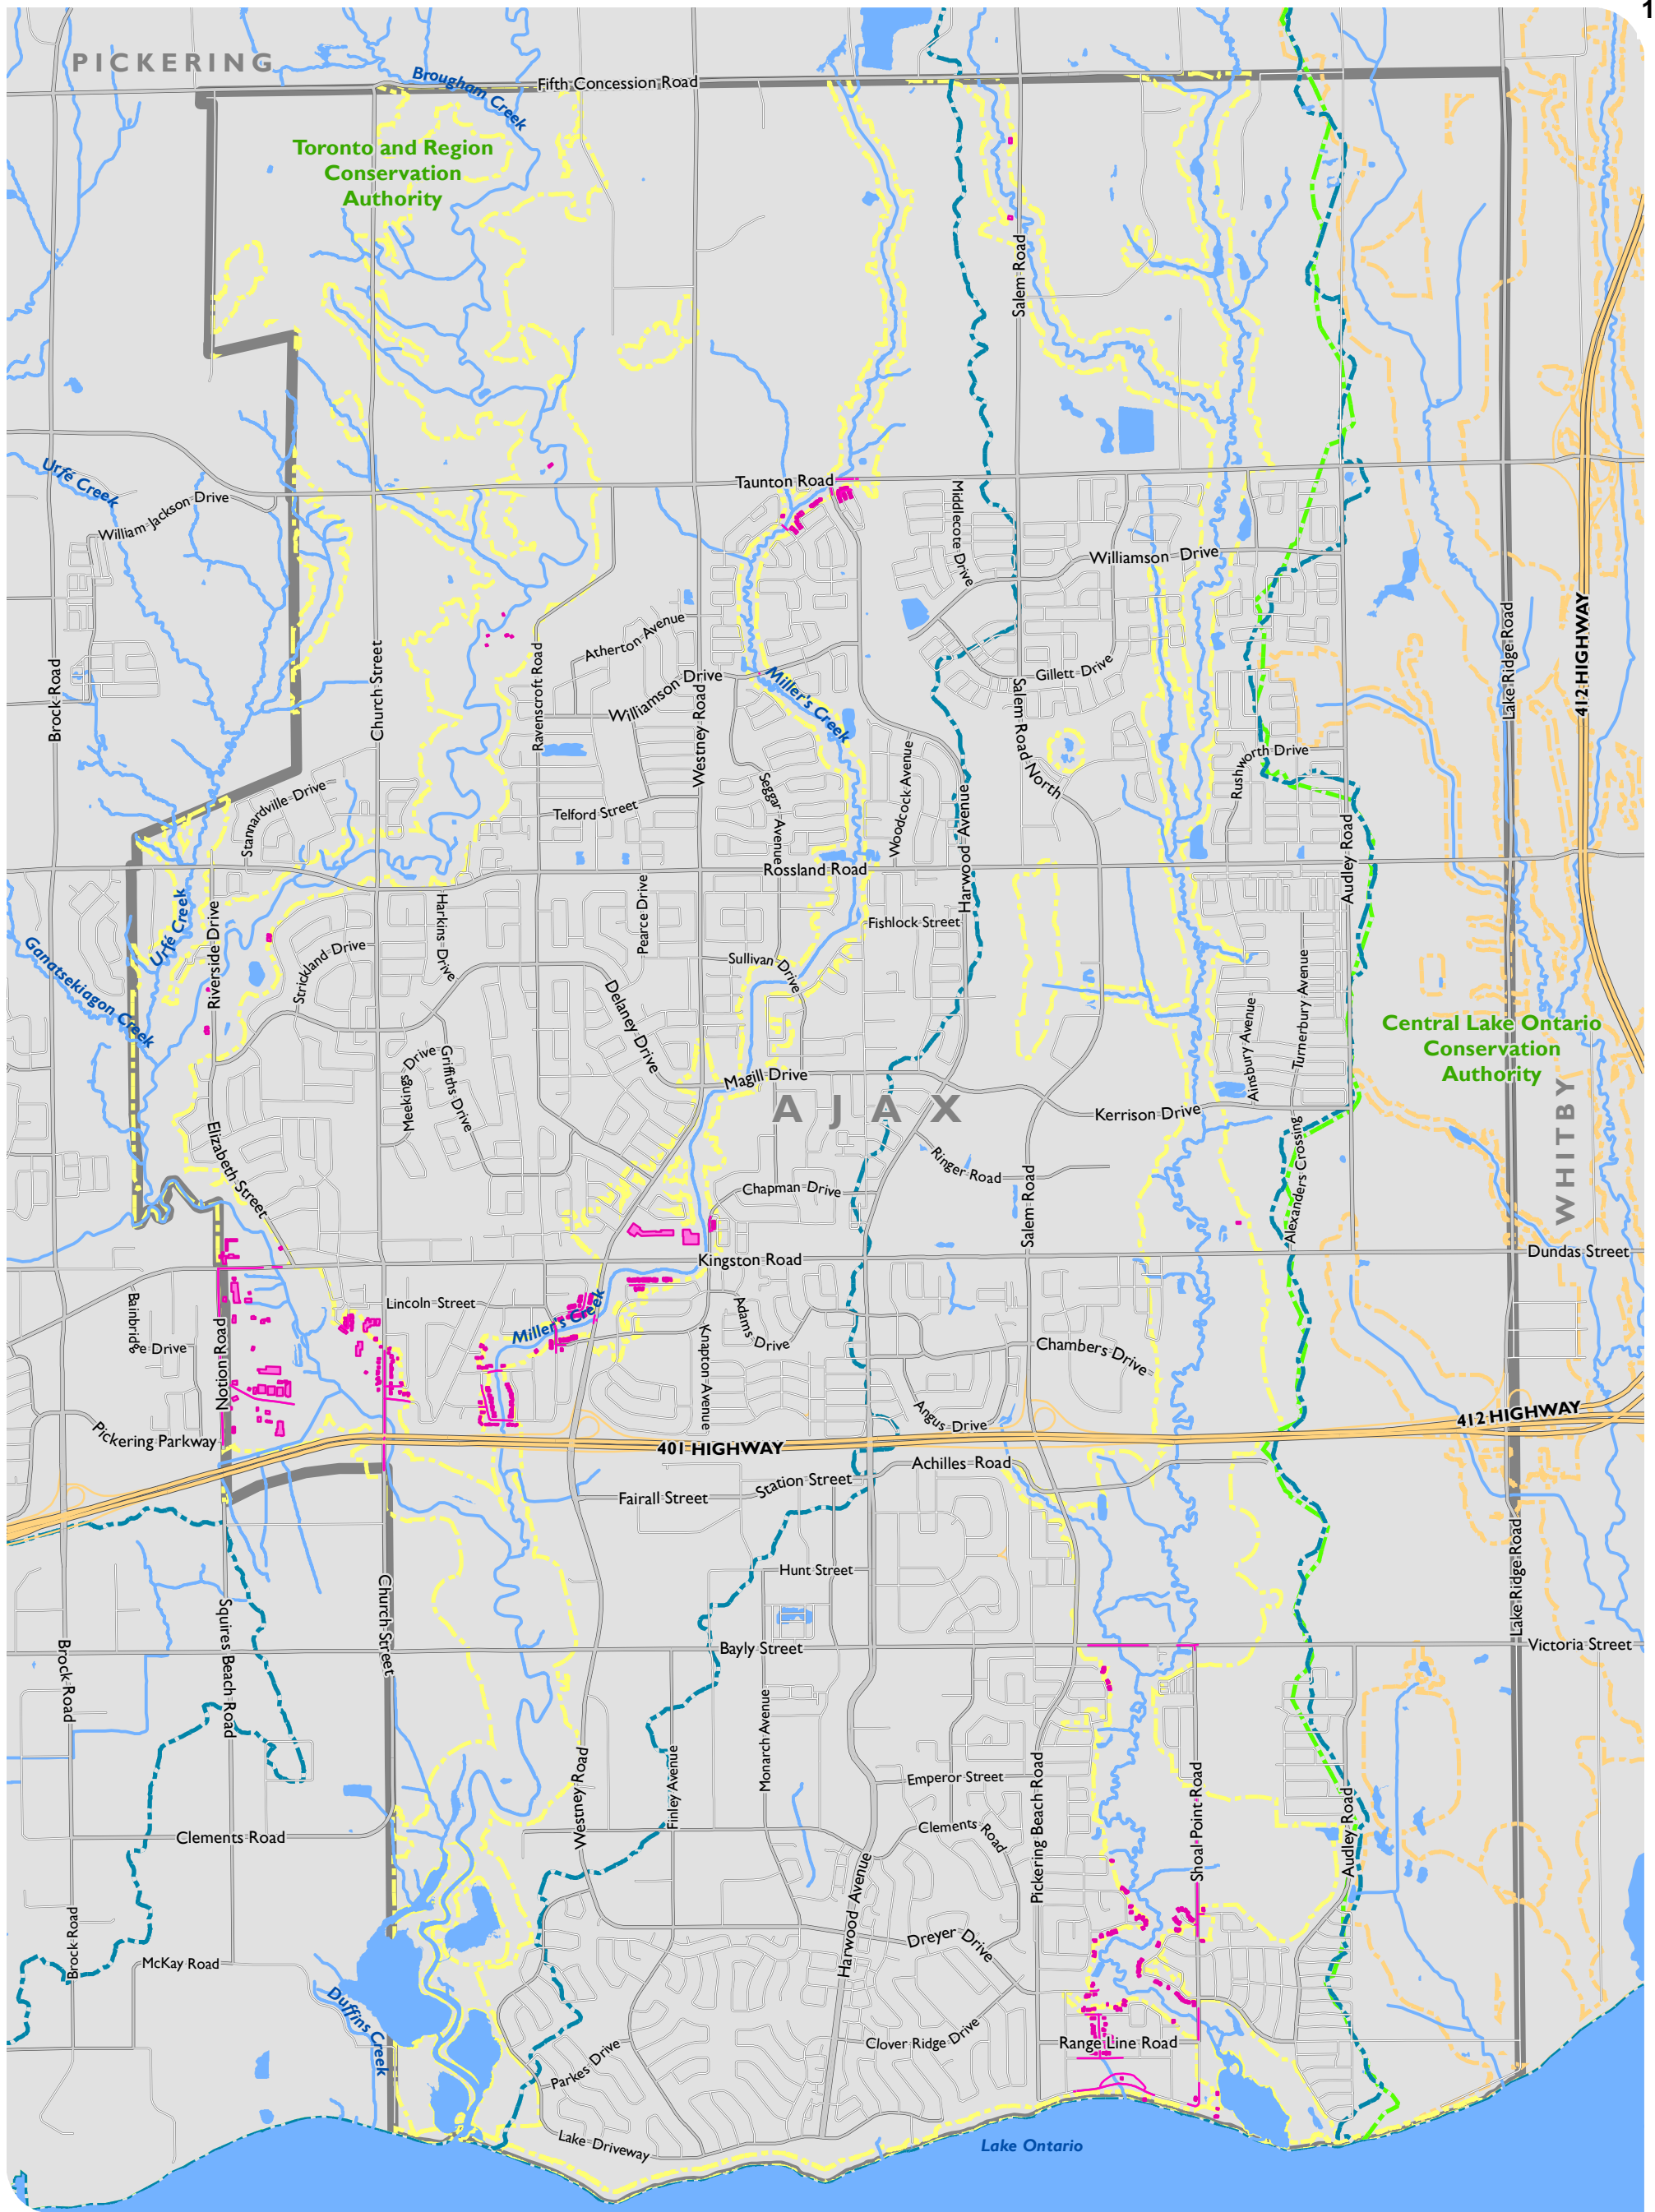 1
PICKERING
Brougham Creek
Fifth Concession Road
Toronto and Region
Conservation
Authority
Salem Road
Urfé Creek
William Jackson Drive
Taunton Road
Middlecote Drive
Williamson Drive
Brock Road
Church Street
Ravenscroft Road
Atherton Avenue
Williamson Drive
Westney Road
Miller's Creek
Gillett Drive
Salem Road North
Lake Ridge Road
412 HIGHWAY
Stannardville Drive
Telford Street
Seggar Avenue
Woodcock Avenue
Harwood Avenue
Rushworth Drive
Audley Road
Rossland Road
Urfé Creek
Ganatsekiagon Creek
Riverside Drive
Strickland Drive
Harkins Drive
Pearce Drive
Fishlock Street
Sullivan Drive
Delaney Drive
Ainsbury Avenue
Turnerbury Avenue
Central Lake Ontario
Conservation
Authority
Meekings Drive
Griffiths Drive
Magill Drive
AJAX
Kerrison Drive
WHITBY
Elizabeth Street
Ringer Road
Chapman Drive
Salem Road
Alexanders Crossing
Kingston Road
Dundas Street
Bainbridge Drive
Notion Road
Lincoln Street
Miller's Creek
Adams Drive
Knapton Avenue
Chambers Drive
Angus Drive
Pickering Parkway
401 HIGHWAY
412 HIGHWAY
Achilles Road
Station Street
Fairall Street
Hunt Street
Lake Ridge Road
Church Street
Squires Beach Road
Brock Road
Bayly Street
Victoria Street
Westney Road
Finley Avenue
Monarch Avenue
Emperor Street
Pickering Beach Road
Shoal Point Road
Audley Road
Clements Road
Clements Road
Harwood Avenue
Brock Road
McKay Road
Dreyer Drive
Duffins Creek
Parkes Drive
Clover Ridge Drive
Range Line Road
Lake Driveway
Lake Ontario